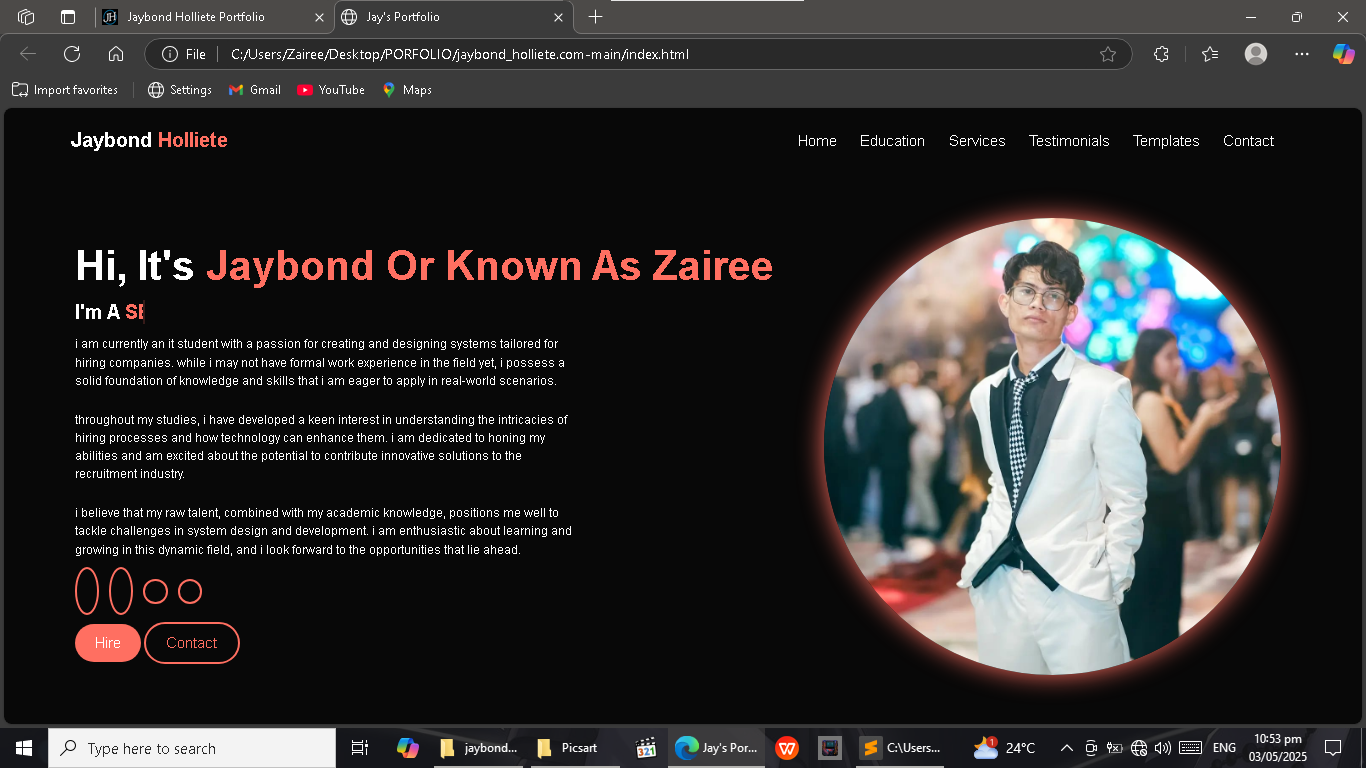 Jaybond Holliete Portfolio
Jay's Portfolio
File
C:/Users/Zairee/Desktop/PORFOLIO/jaybond_holliete.com-main/index.html
Import favorites
Settings
Gmail
YouTube
Maps
Jaybond Holliete
Home
Education
Services
Testimonials
Templates
Contact
Hi, It's Jaybond Or Known As Zairee
I'm A SE
i am currently an it student with a passion for creating and designing systems tailored for
hiring companies. while i may not have formal work experience in the field yet, i possess a
solid foundation of knowledge and skills that i am eager to apply in real-world scenarios.
throughout my studies, i have developed a keen interest in understanding the intricacies of
hiring processes and how technology can enhance them. i am dedicated to honing my
abilities and am excited about the potential to contribute innovative solutions to the
recruitment industry.
i believe that my raw talent, combined with my academic knowledge, positions me well to
tackle challenges in system design and development. i am enthusiastic about learning and
growing in this dynamic field, and i look forward to the opportunities that lie ahead.
Hire
Contact
Type here to search
jaybond...
Picsart
321
Jay's Por...
W
C:\Users...
1
24°C
ENG
10:53 pm
03/05/2025